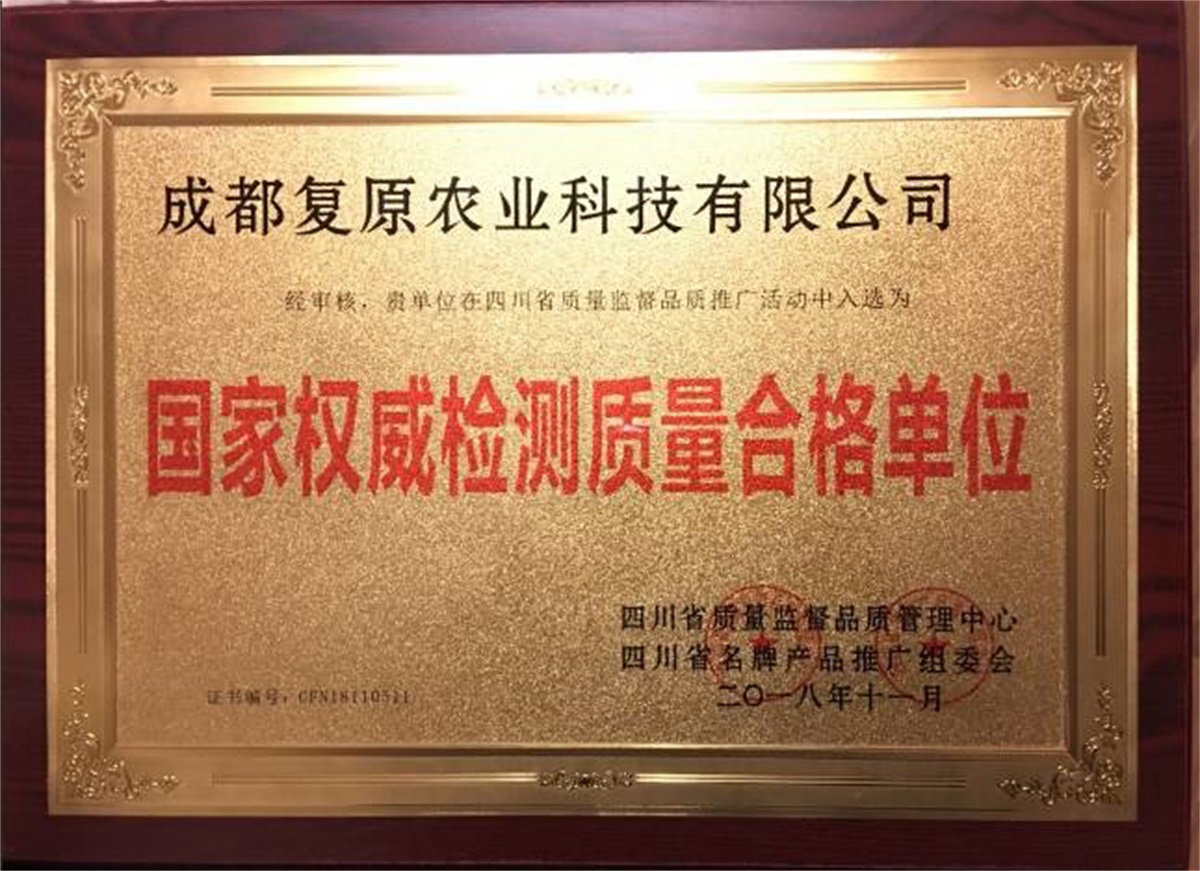 成都复原农业科技有限公司
经审核，贵单位在四川省质量监督品质推广活动中入选为
国家权威检测质量合格单位
四川省质量监督品质管理中心
四川省名牌产品推广组委会
二〇一八年十一月
证书编号：CFN18110511